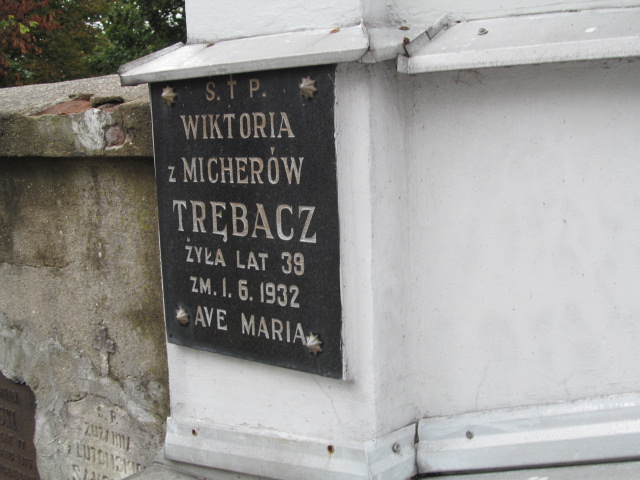 Ś.†P.
WIKTORIA
z MICHERÓW
TRĘBACZ
ŻYŁA LAT 39
ZM. 1. 6. 1932
AVE MARIA
Ś. P.